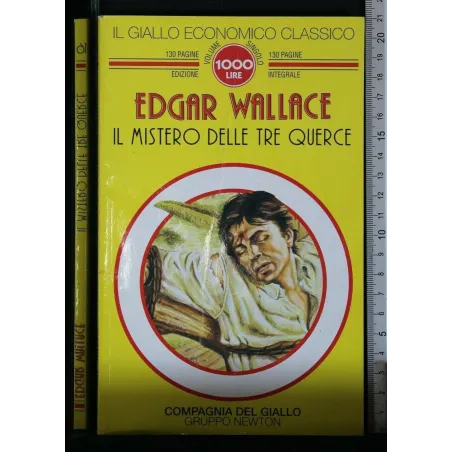 IL GIALLO ECONOMICO CLASSICO
130 PAGINE
VOLUME SINGOLO
130 PAGINE
1000
LIRE
EDIZIONE
INTEGRALE
EDGAR WALLACE
IL MISTERO DELLE TRE QUERCE
COMPAGNIA DEL GIALLO
GRUPPO NEWTON
EDGAR WALLACE
IL MISTERO DELLE TRE QUERCE